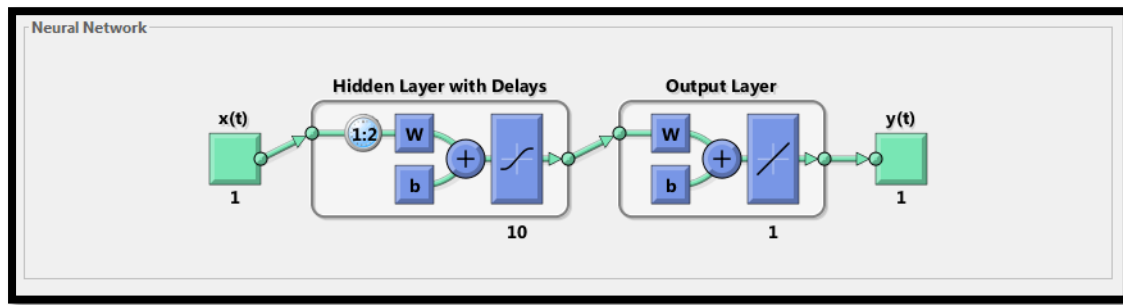 Neural Network
Hidden Layer with Delays
Output Layer
x(t)
y(t)
1:2
W
W
b
b
1
10
1
1